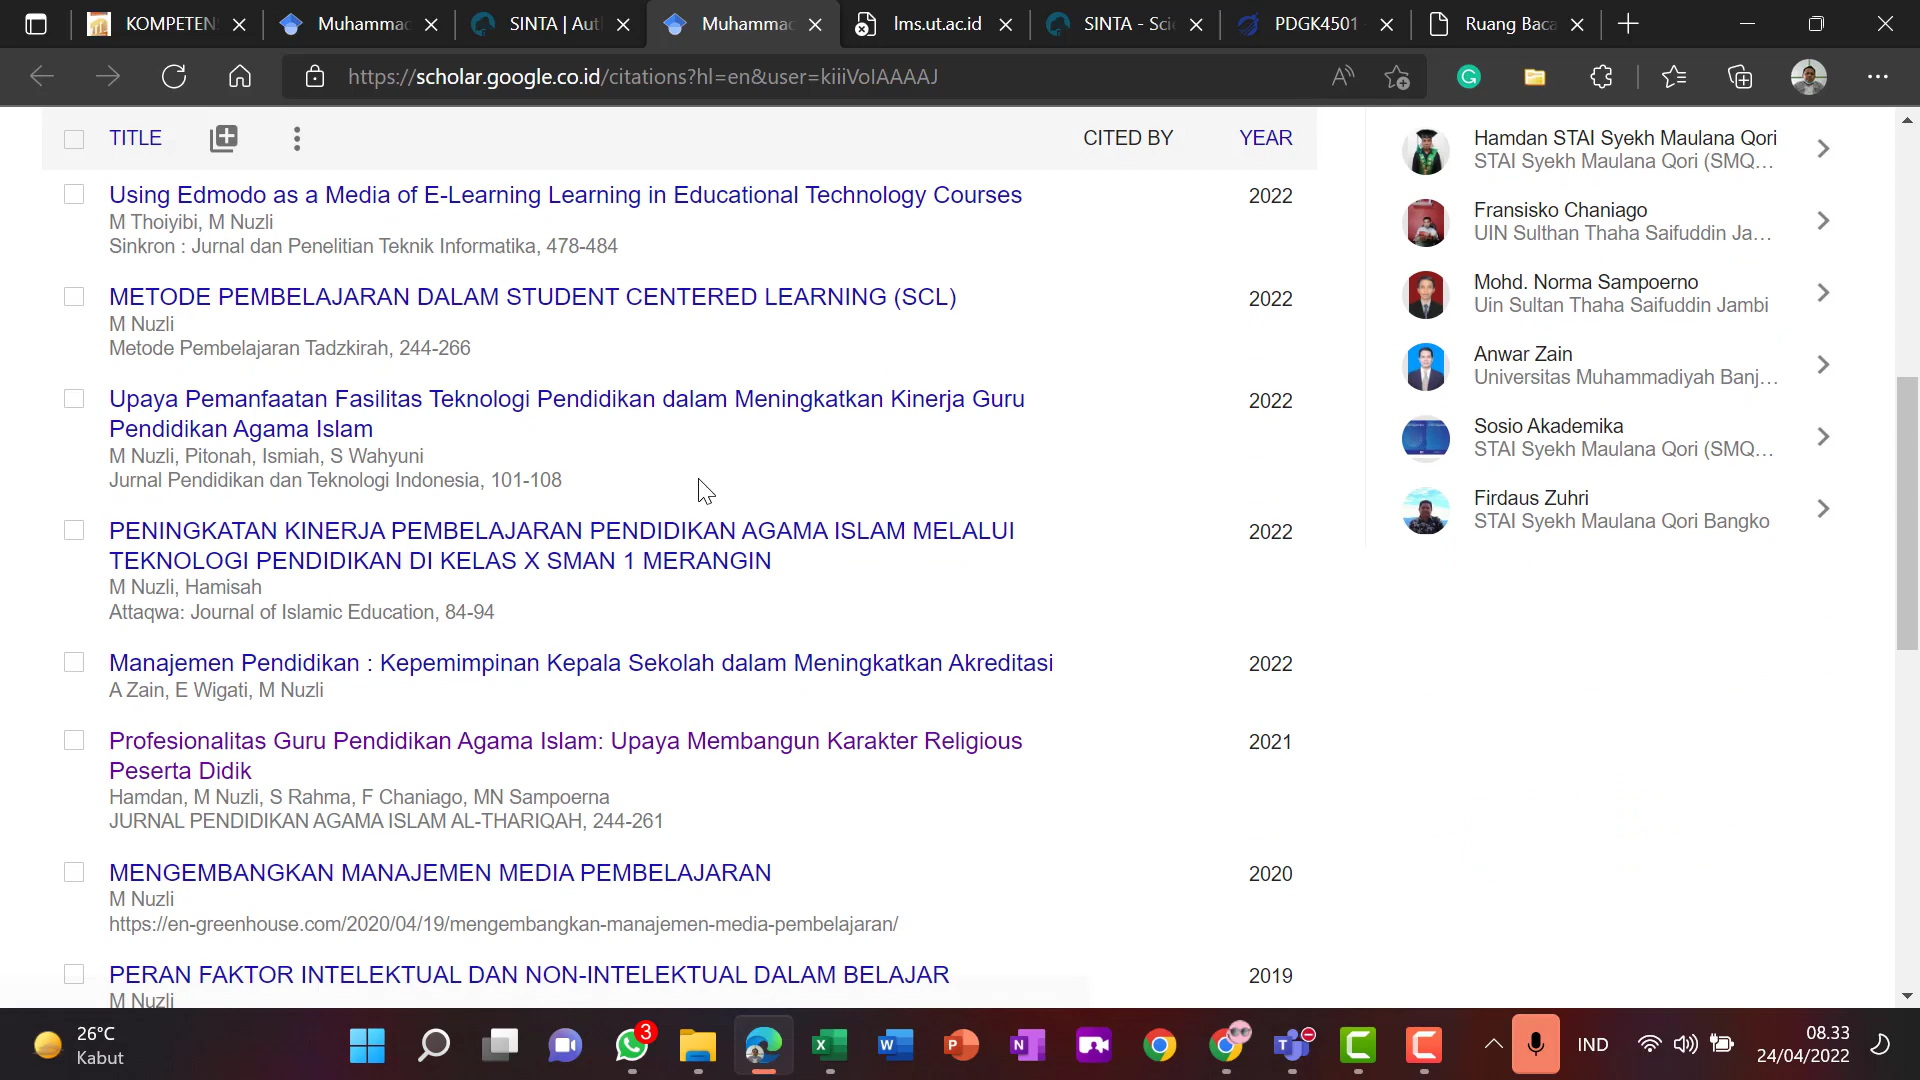 KOMPETEN
Muhammad
SINTA | Aut
Muhammad
lms.ut.ac.id
SINTA - Sci
PDGK4501
Ruang Baca
https://scholar.google.co.id/citations?hl=en&user=kiiiVoIAAAAJ
TITLE
CITED BY
YEAR
Using Edmodo as a Media of E-Learning Learning in Educational Technology Courses
2022
M Thoiyibi, M Nuzli
Sinkron : Jurnal dan Penelitian Teknik Informatika, 478-484
METODE PEMBELAJARAN DALAM STUDENT CENTERED LEARNING (SCL)
2022
M Nuzli
Metode Pembelajaran Tadzkirah, 244-266
Upaya Pemanfaatan Fasilitas Teknologi Pendidikan dalam Meningkatkan Kinerja Guru
2022
Pendidikan Agama Islam
M Nuzli, Pitonah, Ismiah, S Wahyuni
Jurnal Pendidikan dan Teknologi Indonesia, 101-108
PENINGKATAN KINERJA PEMBELAJARAN PENDIDIKAN AGAMA ISLAM MELALUI
2022
TEKNOLOGI PENDIDIKAN DI KELAS X SMAN 1 MERANGIN
M Nuzli, Hamisah
Attaqwa: Journal of Islamic Education, 84-94
Manajemen Pendidikan : Kepemimpinan Kepala Sekolah dalam Meningkatkan Akreditasi
2022
A Zain, E Wigati, M Nuzli
Profesionalitas Guru Pendidikan Agama Islam: Upaya Membangun Karakter Religious
2021
Peserta Didik
Hamdan, M Nuzli, S Rahma, F Chaniago, MN Sampoerna
JURNAL PENDIDIKAN AGAMA ISLAM AL-THARIQAH, 244-261
MENGEMBANGKAN MANAJEMEN MEDIA PEMBELAJARAN
2020
M Nuzli
https://en-greenhouse.com/2020/04/19/mengembangkan-manajemen-media-pembelajaran/
PERAN FAKTOR INTELEKTUAL DAN NON-INTELEKTUAL DALAM BELAJAR
2019
M Nuzli
Hamdan STAI Syekh Maulana Qori
STAI Syekh Maulana Qori (SMQ...
Fransisko Chaniago
UIN Sulthan Thaha Saifuddin Ja...
Mohd. Norma Sampoerno
Uin Sultan Thaha Saifuddin Jambi
Anwar Zain
Universitas Muhammadiyah Banj...
Sosio Akademika
STAI Syekh Maulana Qori (SMQ...
Firdaus Zuhri
STAI Syekh Maulana Qori Bangko
26°C
Kabut
3
IND
08.33
24/04/2022